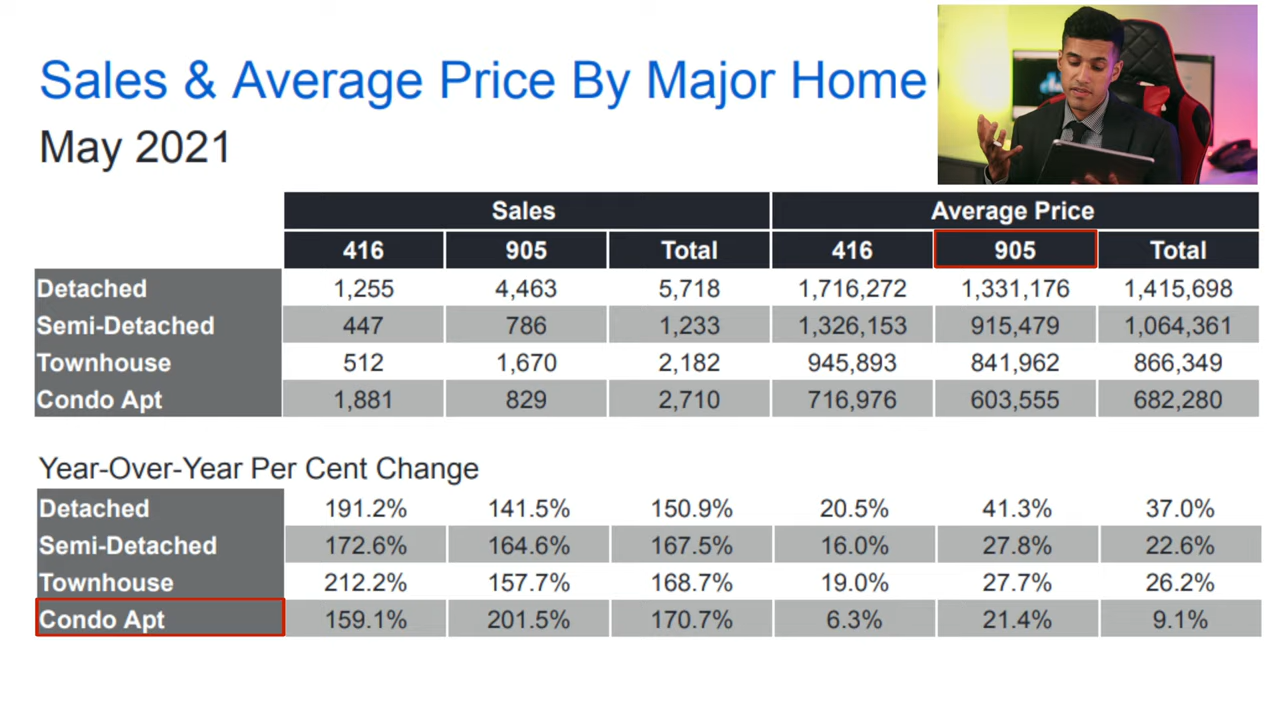 Sales & Average Price By Major Home
May 2021
Sales Average Price
416 905 Total 416 905 Total
Detached 1,255 4,463 5,718 1,716,272 1,331,176 1,415,698
Semi-Detached 447 786 1,233 1,326,153 915,479 1,064,361
Townhouse 512 1,670 2,182 945,893 841,962 866,349
Condo Apt 1,881 829 2,710 716,976 603,555 682,280
Year-Over-Year Per Cent Change
Detached 191.2% 141.5% 150.9% 20.5% 41.3% 37.0%
Semi-Detached 172.6% 164.6% 167.5% 16.0% 27.8% 22.6%
Townhouse 212.2% 157.7% 168.7% 19.0% 27.7% 26.2%
Condo Apt 159.1% 201.5% 170.7% 6.3% 21.4% 9.1%